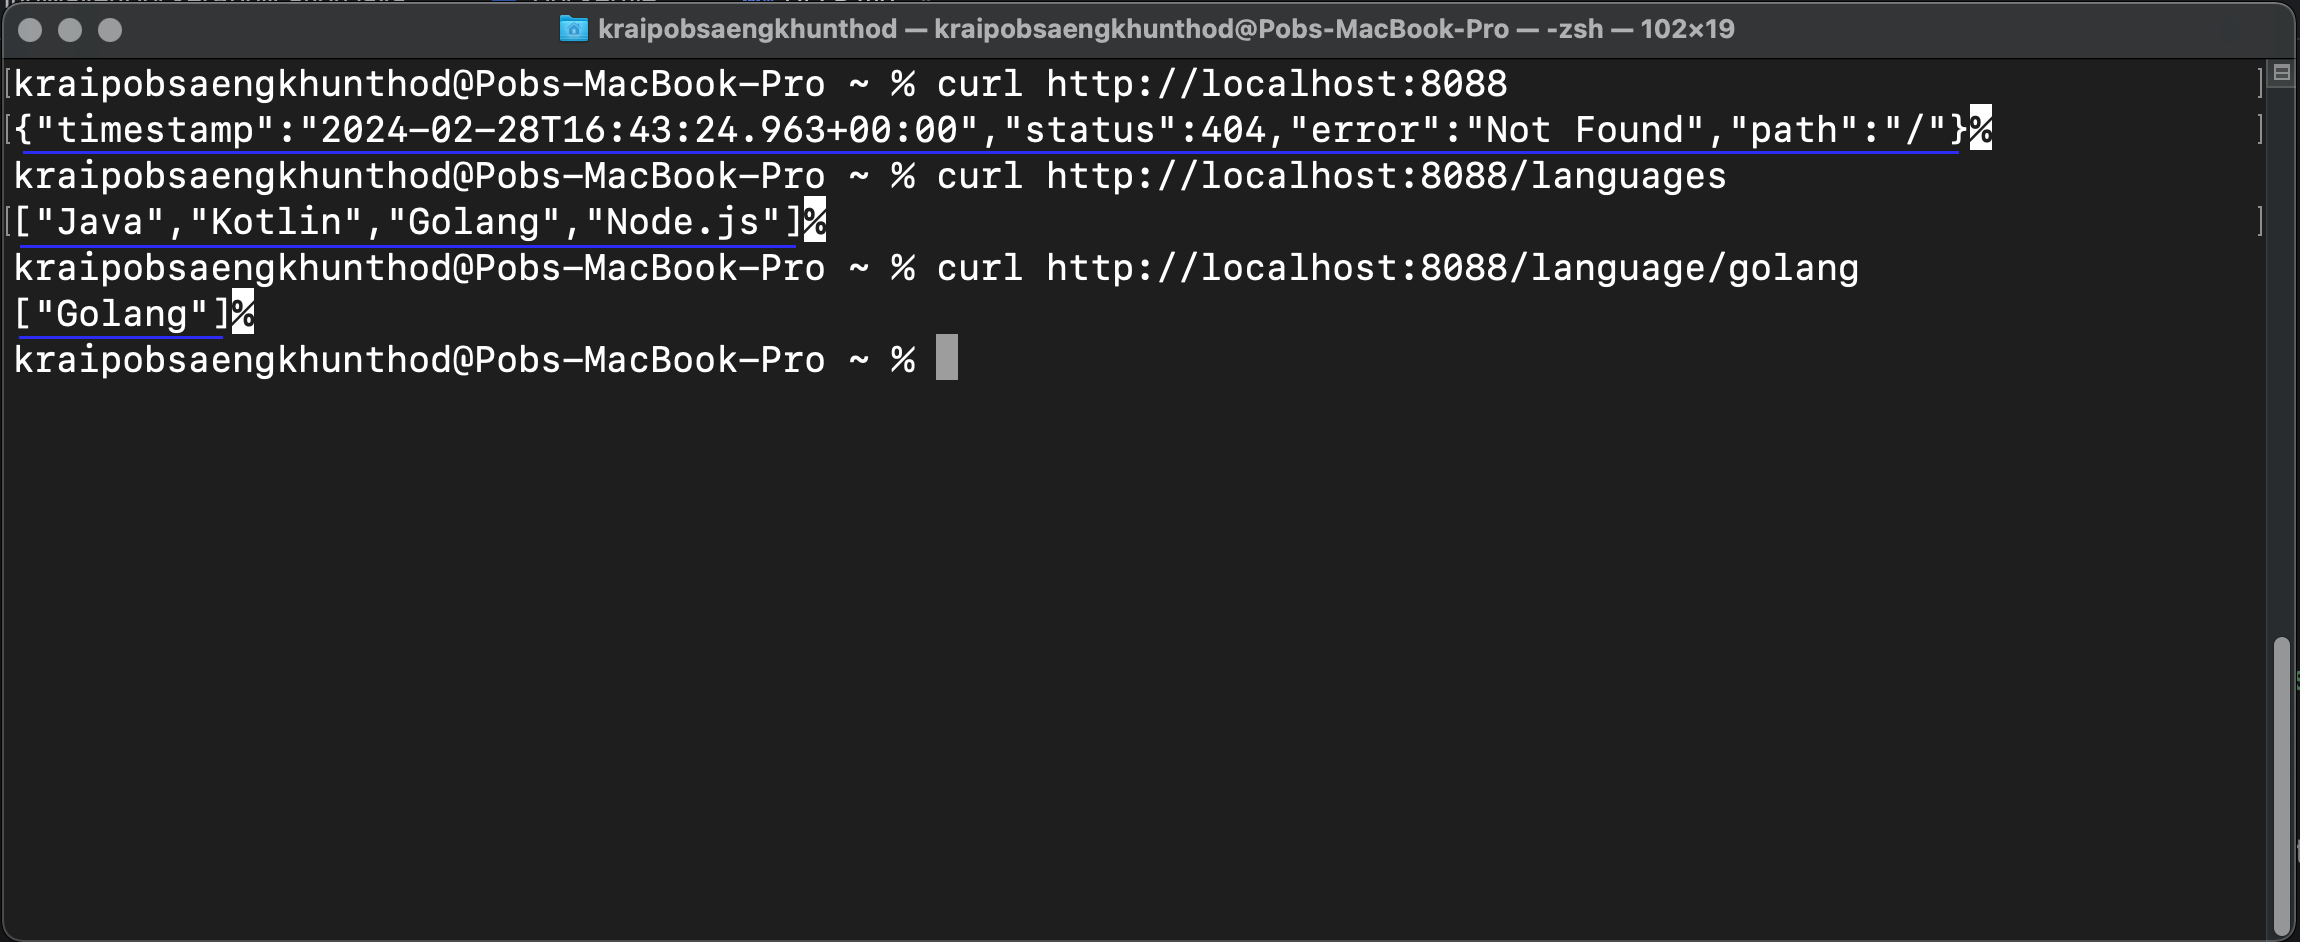 kraipobsaengkhunthod — kraipobsaengkhunthod@Pobs-MacBook-Pro — -zsh — 102×19
[kraipobsaengkhunthod@Pobs-MacBook-Pro ~ % curl http://localhost:8088 ]
[{"timestamp":"2024-02-28T16:43:24.963+00:00","status":404,"error":"Not Found","path":"/"}% ]
kraipobsaengkhunthod@Pobs-MacBook-Pro ~ % curl http://localhost:8088/languages
[["Java","Kotlin","Golang","Node.js"]% ]
kraipobsaengkhunthod@Pobs-MacBook-Pro ~ % curl http://localhost:8088/language/golang
["Golang"]%
kraipobsaengkhunthod@Pobs-MacBook-Pro ~ %